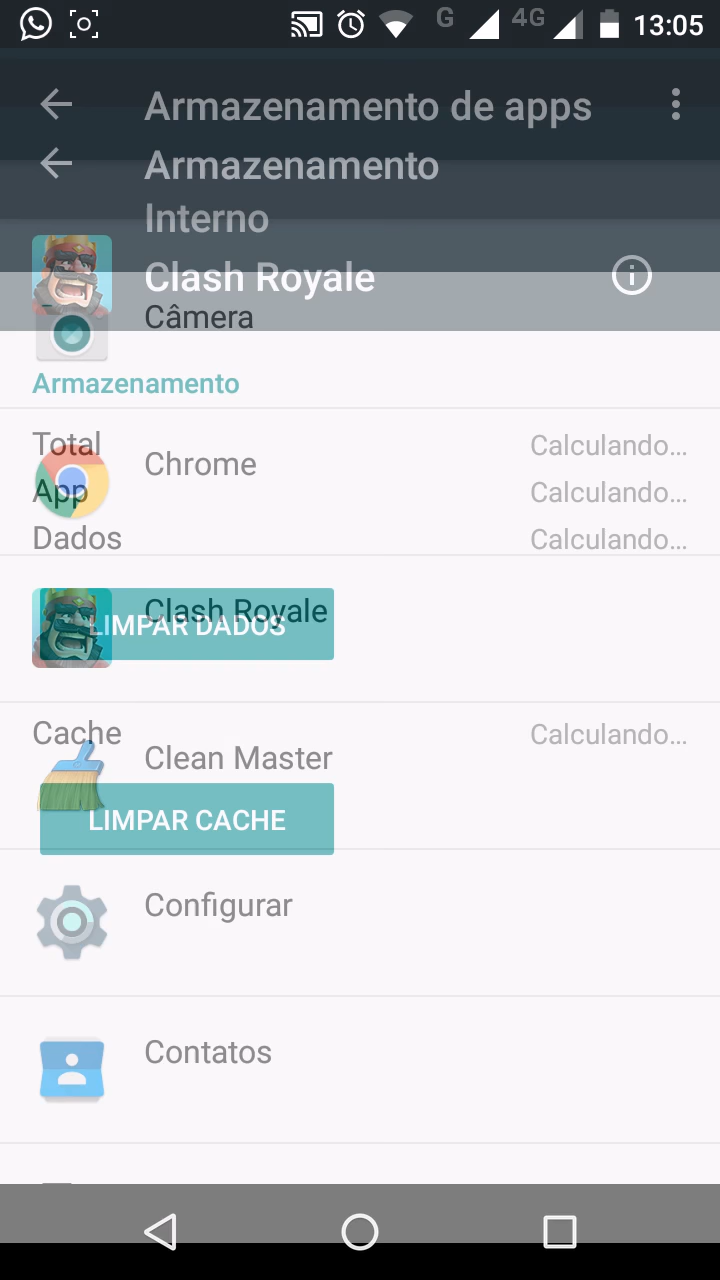 G 4G 13:05
Armazenamento de apps
Armazenamento
Interno
Clash Royale
Câmera
Armazenamento
Total Calculando...
Chrome
App Calculando...
Dados Calculando...
Clash Royale
LIMPAR DADOS
Cache Calculando...
Clean Master
LIMPAR CACHE
Configurar
Contatos